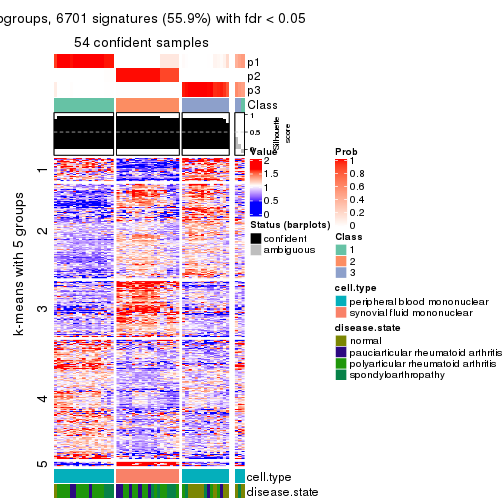 ogroups, 6701 signatures (55.9%) with fdr < 0.05
54 confident samples
p1
p2
p3
Class
1
0.5
0
Silhouette
score
k-means with 5 groups
1
2
3
4
5
Value
2
1.5
1
0.5
0
Status (barplots)
confident
ambiguous
Prob
1
0.8
0.6
0.4
0.2
0
Class
1
2
3
cell.type
peripheral blood mononuclear
synovial fluid mononuclear
disease.state
normal
pauciarticular rheumatoid arthritis
polyarticular rheumatoid arthritis
spondyloarthropathy
cell.type
disease.state